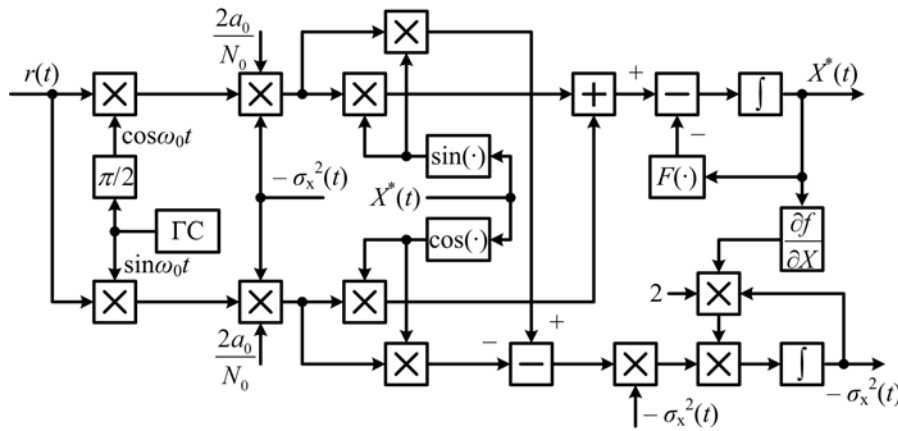 2a₀
N₀
r(t)
+
+
−
∫
X*(t)
cosω₀t
−
π/2
sin(·)
F(·)
− σₓ²(t)
X*(t)
ГС
cos(·)
∂f
∂X
sinω₀t
2
+
2a₀
N₀
−
−
∫
− σₓ²(t)
− σₓ²(t)